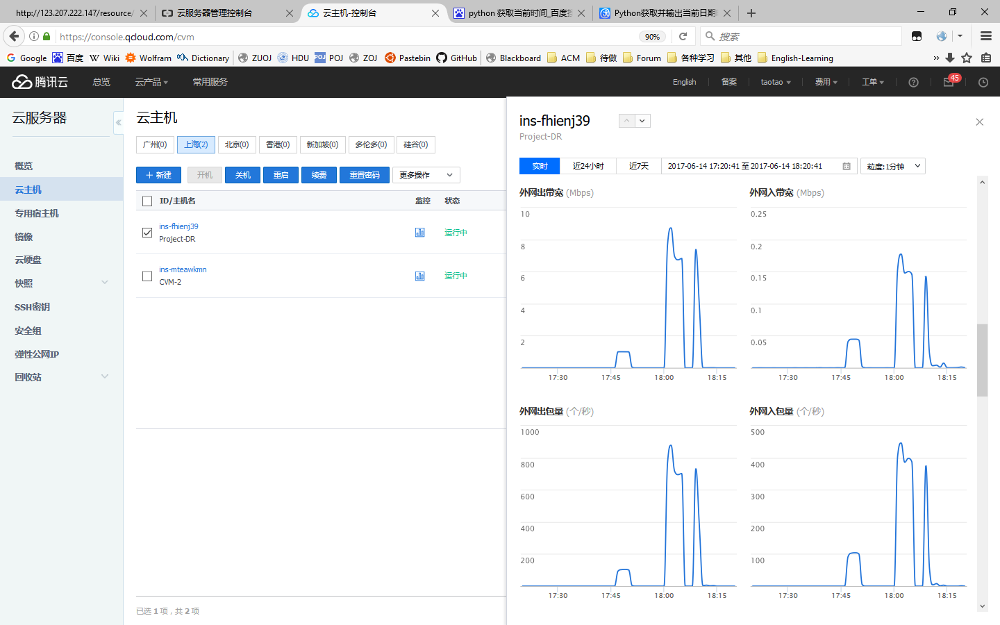 http://123.207.222.147/resource/
云服务器管理控制台
云主机-控制台
python 获取当前时间_百度搜
Python获取并输出当前日期
https://console.qcloud.com/cvm
90%
搜索
Google
百度
Wiki
Wolfram
Dictionary
ZUOJ
HDU
POJ
ZOJ
Pastebin
GitHub
Blackboard
ACM
待做
Forum
各种学习
其他
English-Learning
腾讯云
总览
云产品
常用服务
English
备案
taotao
费用
工单
45
云服务器
概览
云主机
专用宿主机
镜像
云硬盘
快照
SSH密钥
安全组
弹性公网IP
回收站
云主机
广州(0)
上海(2)
北京(0)
香港(0)
新加坡(0)
多伦多(0)
硅谷(0)
+ 新建
开机
关机
重启
续费
重置密码
更多操作
ID/主机名
监控
状态
ins-fhienj39
Project-DR
运行中
ins-mteawkmn
CVM-2
运行中
已选 1 项，共 2 项
ins-fhienj39
Project-DR
实时
近24小时
近7天
2017-06-14 17:20:41 至 2017-06-14 18:20:41
粒度:1分钟
外网出带宽 (Mbps)
10
8
6
4
2
17:30
17:45
18:00
18:15
外网入带宽 (Mbps)
0.25
0.2
0.15
0.1
0.05
17:30
17:45
18:00
18:15
外网出包量 (个/秒)
1000
800
600
400
200
17:30
17:45
18:00
18:15
外网入包量 (个/秒)
500
400
300
200
100
17:30
17:45
18:00
18:15